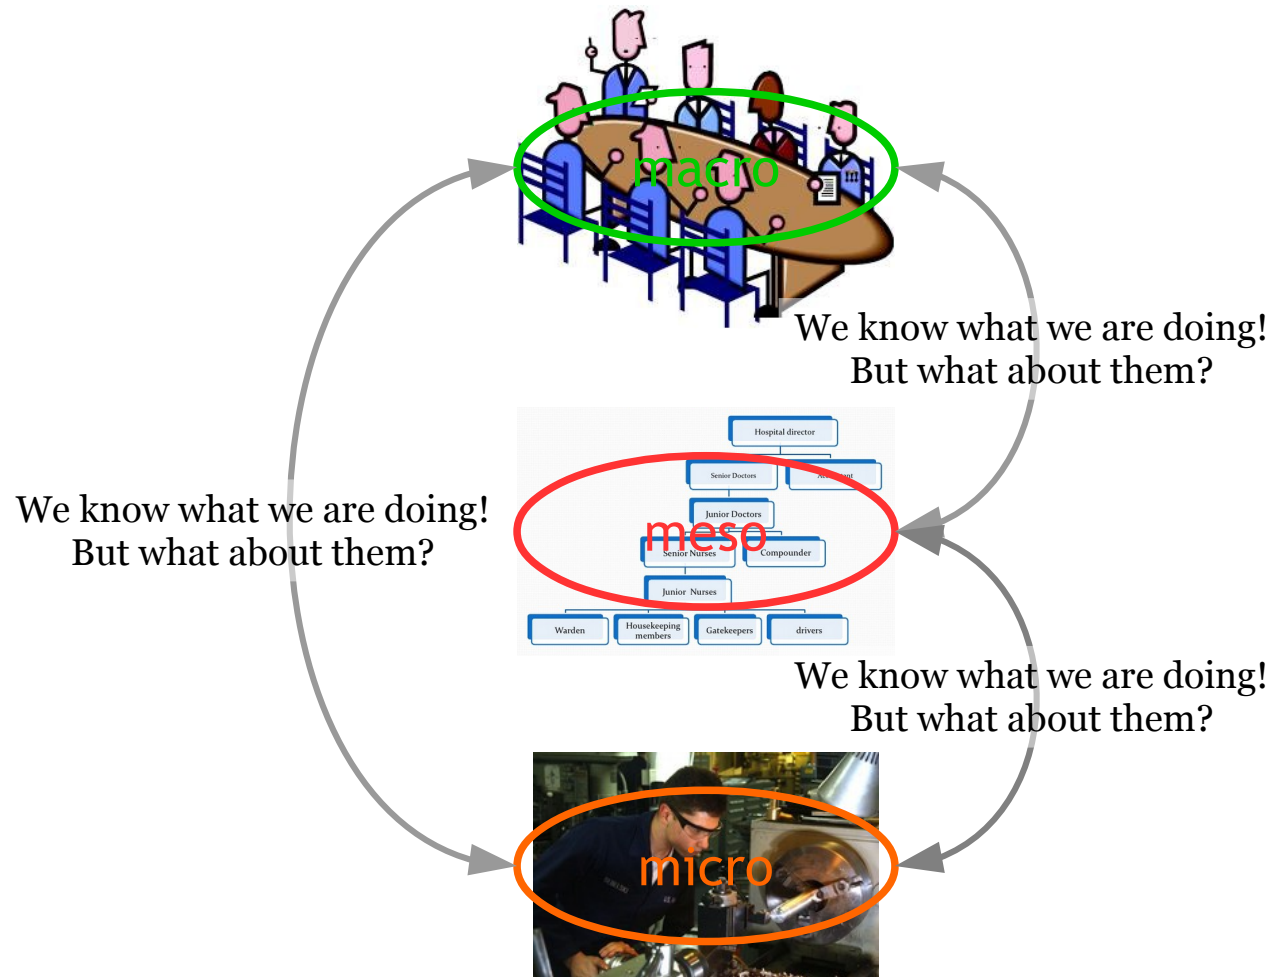 macro
We know what we are doing!
But what about them?
Hospital director
Senior Doctors
Accountant
Junior Doctors
meso
Senior Nurses
Compounder
We know what we are doing!
But what about them?
Junior Nurses
Warden
Housekeeping
members
Gatekeepers
drivers
We know what we are doing!
But what about them?
micro